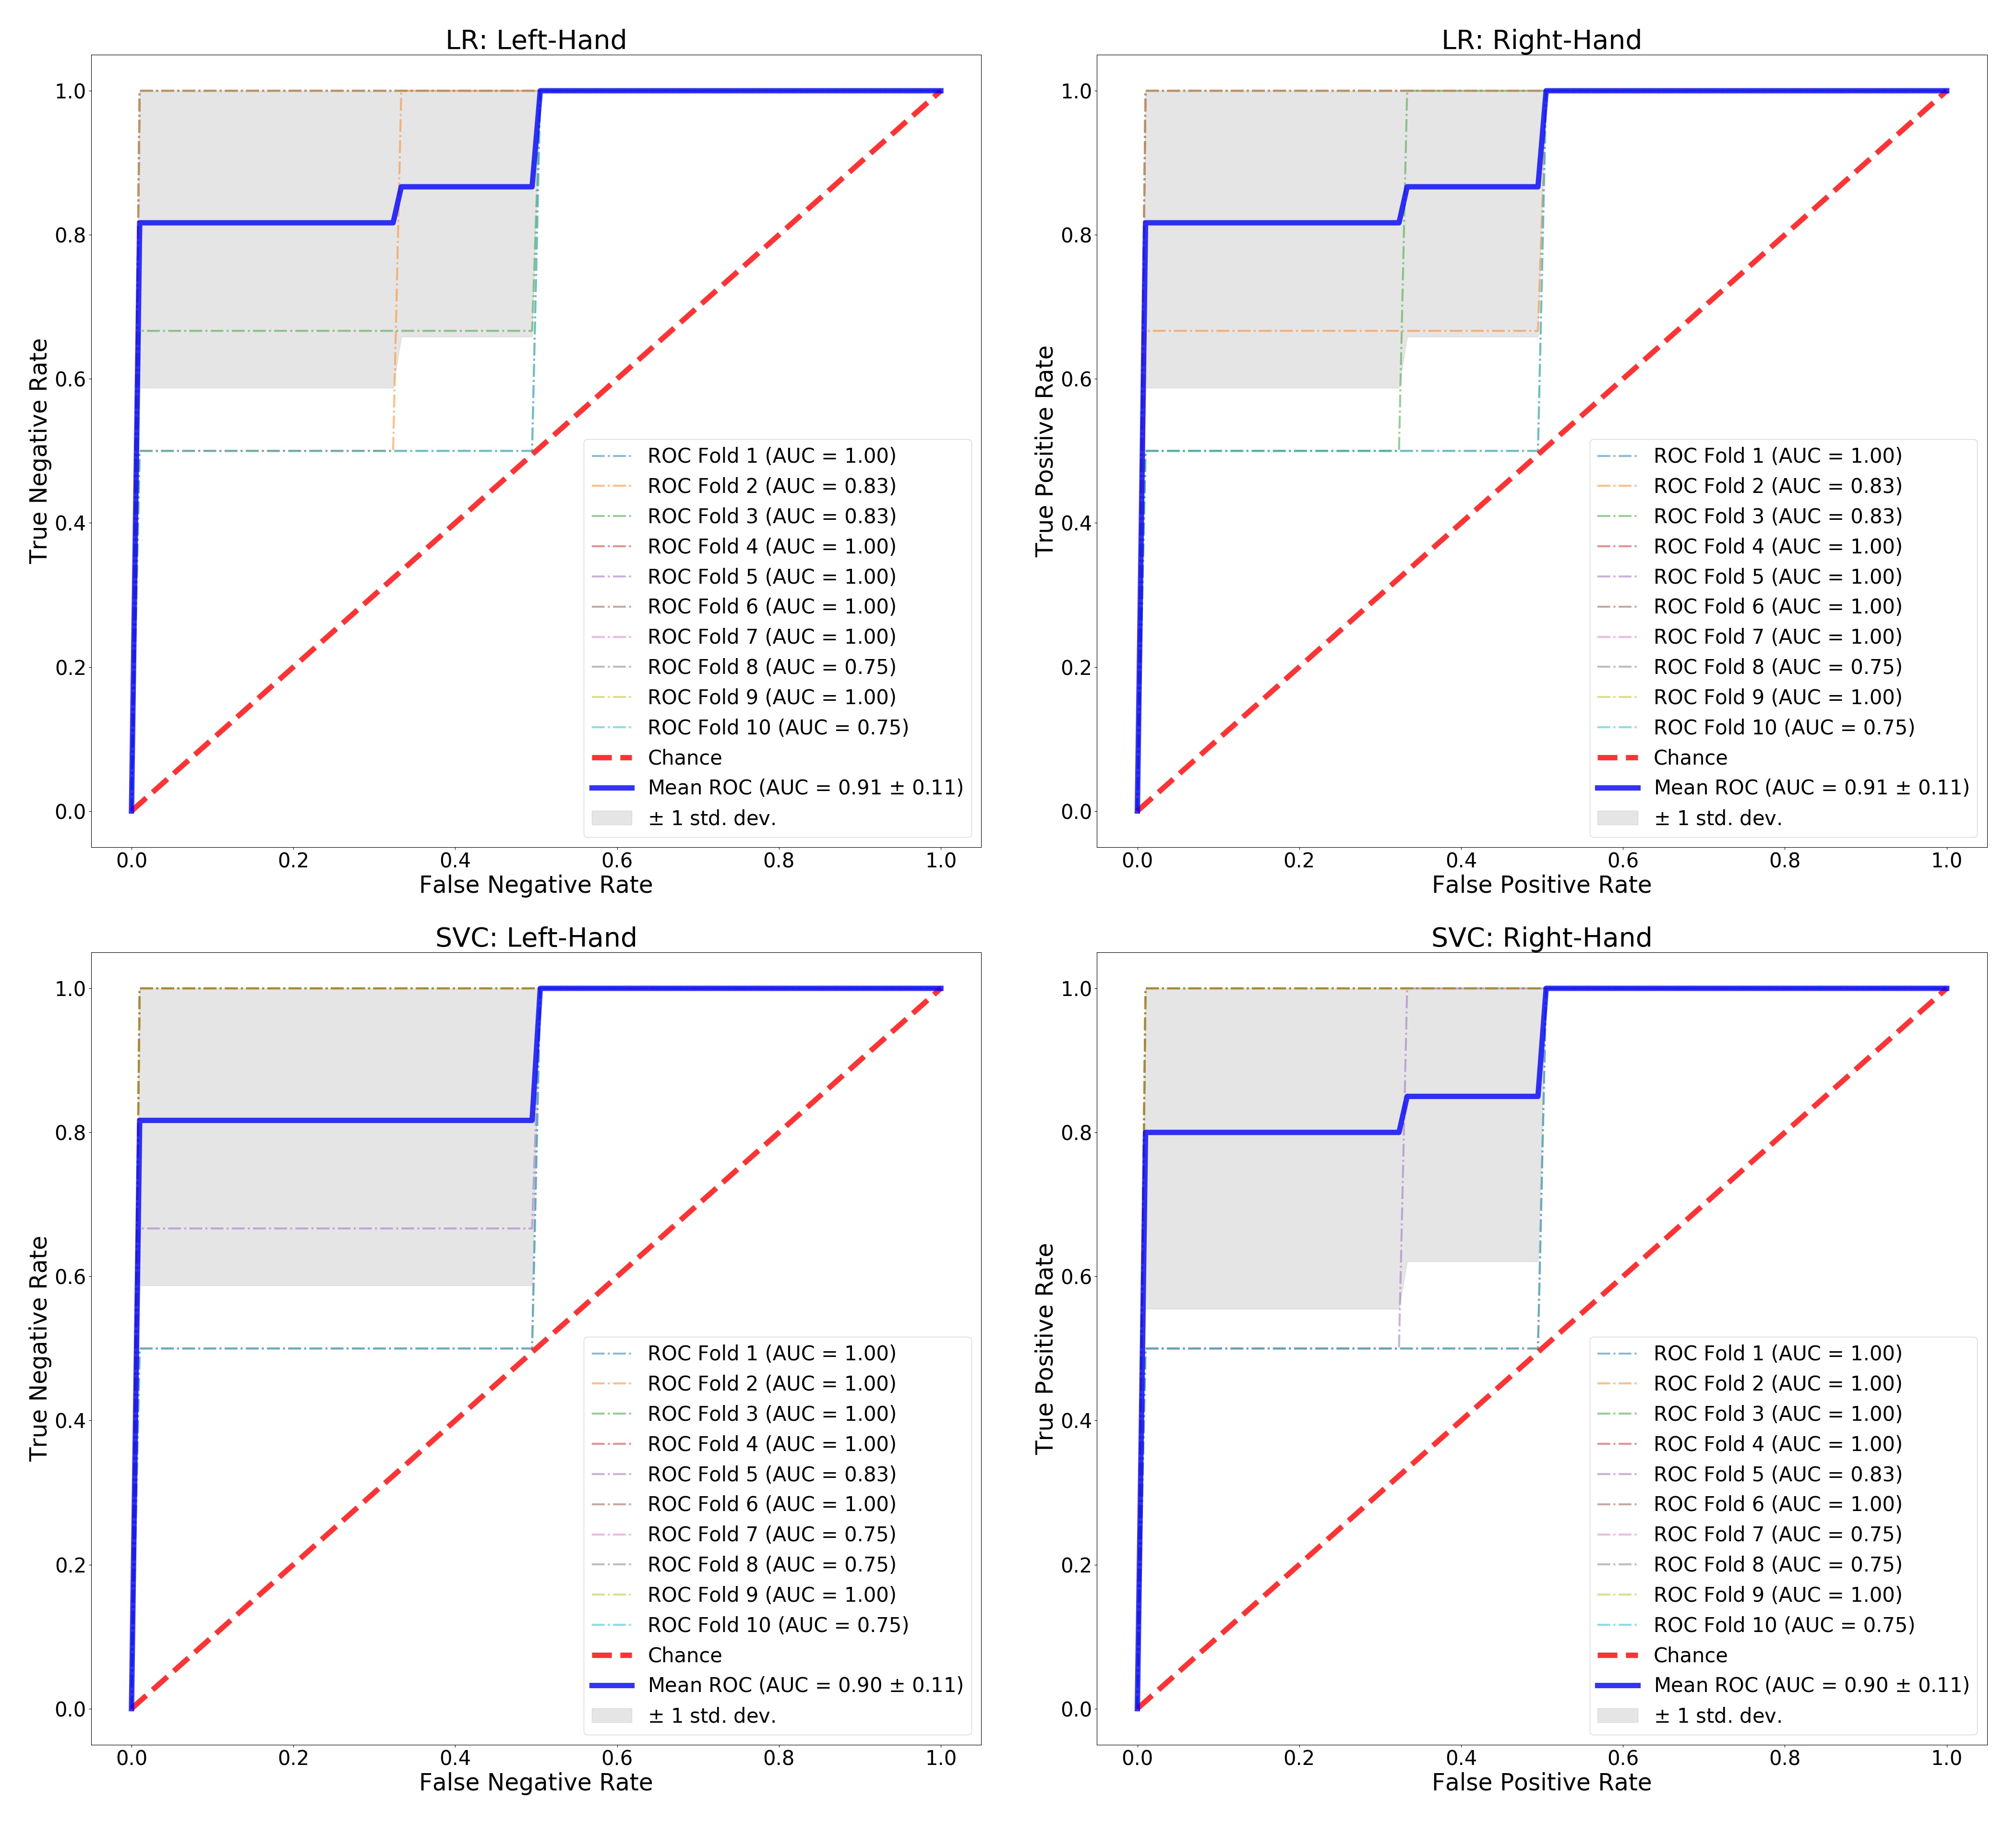 LR: Left-Hand
True Negative Rate
1.0
0.8
0.6
0.4
0.2
0.0
ROC Fold 1 (AUC = 1.00)
ROC Fold 2 (AUC = 0.83)
ROC Fold 3 (AUC = 0.83)
ROC Fold 4 (AUC = 1.00)
ROC Fold 5 (AUC = 1.00)
ROC Fold 6 (AUC = 1.00)
ROC Fold 7 (AUC = 1.00)
ROC Fold 8 (AUC = 0.75)
ROC Fold 9 (AUC = 1.00)
ROC Fold 10 (AUC = 0.75)
Chance
Mean ROC (AUC = 0.91 ± 0.11)
± 1 std. dev.
0.0 0.2 0.4 0.6 0.8 1.0
False Negative Rate
LR: Right-Hand
True Positive Rate
1.0
0.8
0.6
0.4
0.2
0.0
ROC Fold 1 (AUC = 1.00)
ROC Fold 2 (AUC = 0.83)
ROC Fold 3 (AUC = 0.83)
ROC Fold 4 (AUC = 1.00)
ROC Fold 5 (AUC = 1.00)
ROC Fold 6 (AUC = 1.00)
ROC Fold 7 (AUC = 1.00)
ROC Fold 8 (AUC = 0.75)
ROC Fold 9 (AUC = 1.00)
ROC Fold 10 (AUC = 0.75)
Chance
Mean ROC (AUC = 0.91 ± 0.11)
± 1 std. dev.
0.0 0.2 0.4 0.6 0.8 1.0
False Positive Rate
SVC: Left-Hand
True Negative Rate
1.0
0.8
0.6
0.4
0.2
0.0
ROC Fold 1 (AUC = 1.00)
ROC Fold 2 (AUC = 1.00)
ROC Fold 3 (AUC = 1.00)
ROC Fold 4 (AUC = 1.00)
ROC Fold 5 (AUC = 0.83)
ROC Fold 6 (AUC = 1.00)
ROC Fold 7 (AUC = 0.75)
ROC Fold 8 (AUC = 0.75)
ROC Fold 9 (AUC = 1.00)
ROC Fold 10 (AUC = 0.75)
Chance
Mean ROC (AUC = 0.90 ± 0.11)
± 1 std. dev.
0.0 0.2 0.4 0.6 0.8 1.0
False Negative Rate
SVC: Right-Hand
True Positive Rate
1.0
0.8
0.6
0.4
0.2
0.0
ROC Fold 1 (AUC = 1.00)
ROC Fold 2 (AUC = 1.00)
ROC Fold 3 (AUC = 1.00)
ROC Fold 4 (AUC = 1.00)
ROC Fold 5 (AUC = 0.83)
ROC Fold 6 (AUC = 1.00)
ROC Fold 7 (AUC = 0.75)
ROC Fold 8 (AUC = 0.75)
ROC Fold 9 (AUC = 1.00)
ROC Fold 10 (AUC = 0.75)
Chance
Mean ROC (AUC = 0.90 ± 0.11)
± 1 std. dev.
0.0 0.2 0.4 0.6 0.8 1.0
False Positive Rate